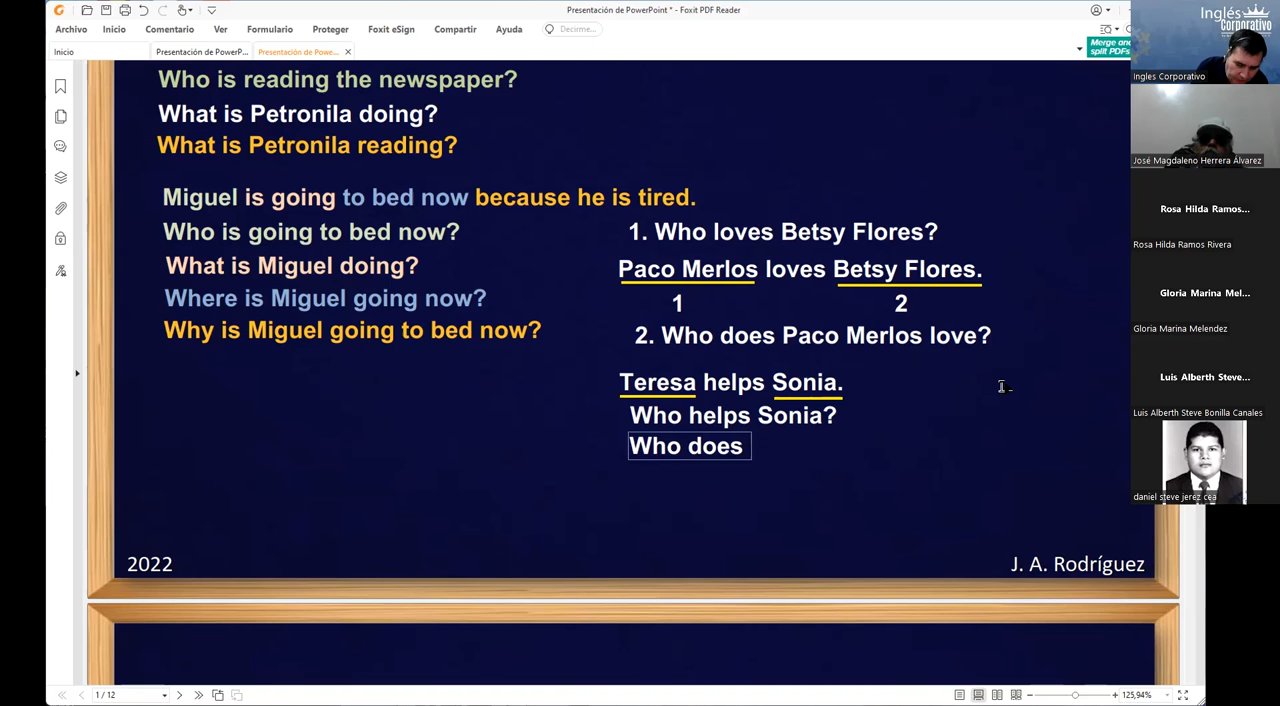 Presentación de PowerPoint * - Foxit PDF Reader
Archivo Inicio Comentario Ver Formulario Proteger Foxit eSign Compartir Ayuda Decirme...
Inicio Presentación de PowerP... Presentación de Powe...
Merge and
split PDFs
Who is reading the newspaper?
What is Petronila doing?
What is Petronila reading?
Miguel is going to bed now because he is tired.
Who is going to bed now?
What is Miguel doing?
Where is Miguel going now?
Why is Miguel going to bed now?
1. Who loves Betsy Flores?
Paco Merlos loves Betsy Flores.
1 2
2. Who does Paco Merlos love?
Teresa helps Sonia.
Who helps Sonia?
Who does
2022
J. A. Rodríguez
1 / 12
125,94%
Inglés
Corporativo
Ingles Corporativo
José Magdaleno Herrera Álvarez
Rosa Hilda Ramos...
Rosa Hilda Ramos Rivera
Gloria Marina Mel...
Gloria Marina Melendez
Luis Alberth Steve...
Luis Alberth Steve Bonilla Canales
daniel steve jerez cea